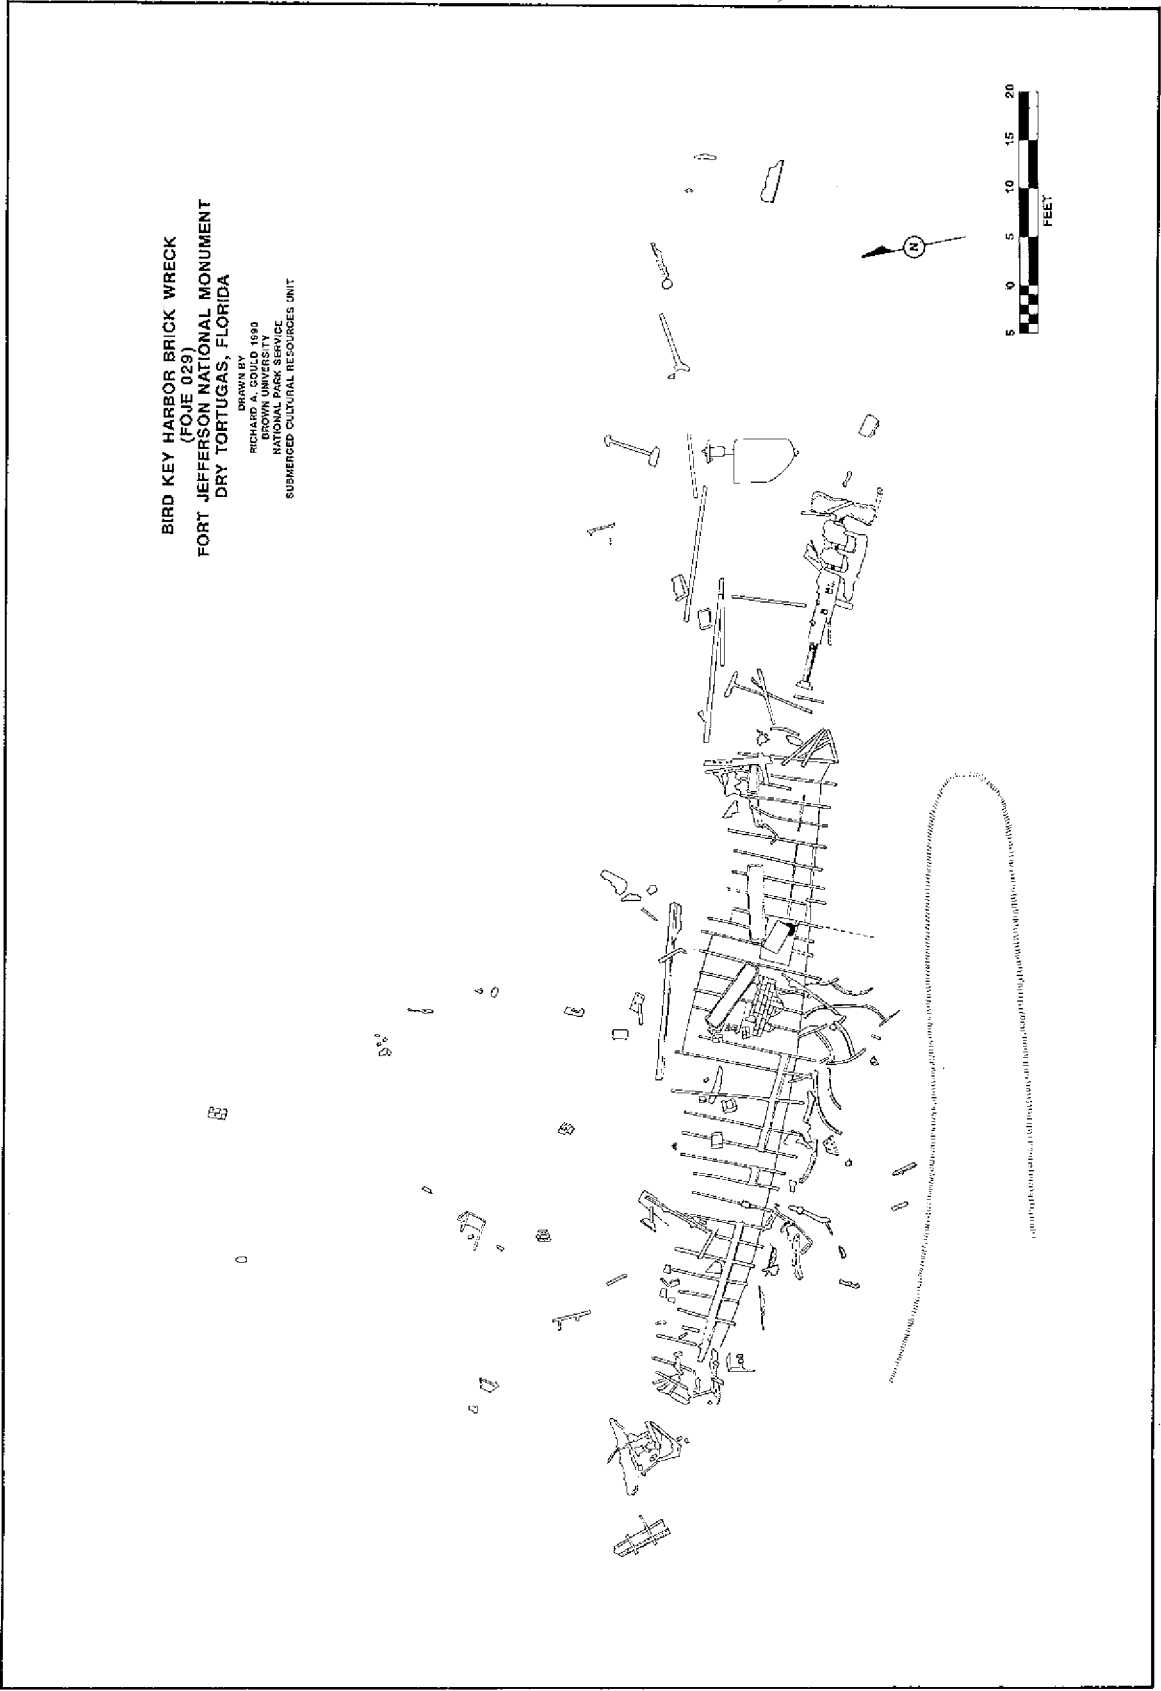 BIRD KEY HARBOR BRICK WRECK
(FOJE 029)
FORT JEFFERSON NATIONAL MONUMENT
DRY TORTUGAS, FLORIDA
DRAWN BY
RICHARD A. GOULD 1990
BROWN UNIVERSITY
NATIONAL PARK SERVICE
SUBMERGED CULTURAL RESOURCES UNIT
N
5 0 5 10 15 20
FEET